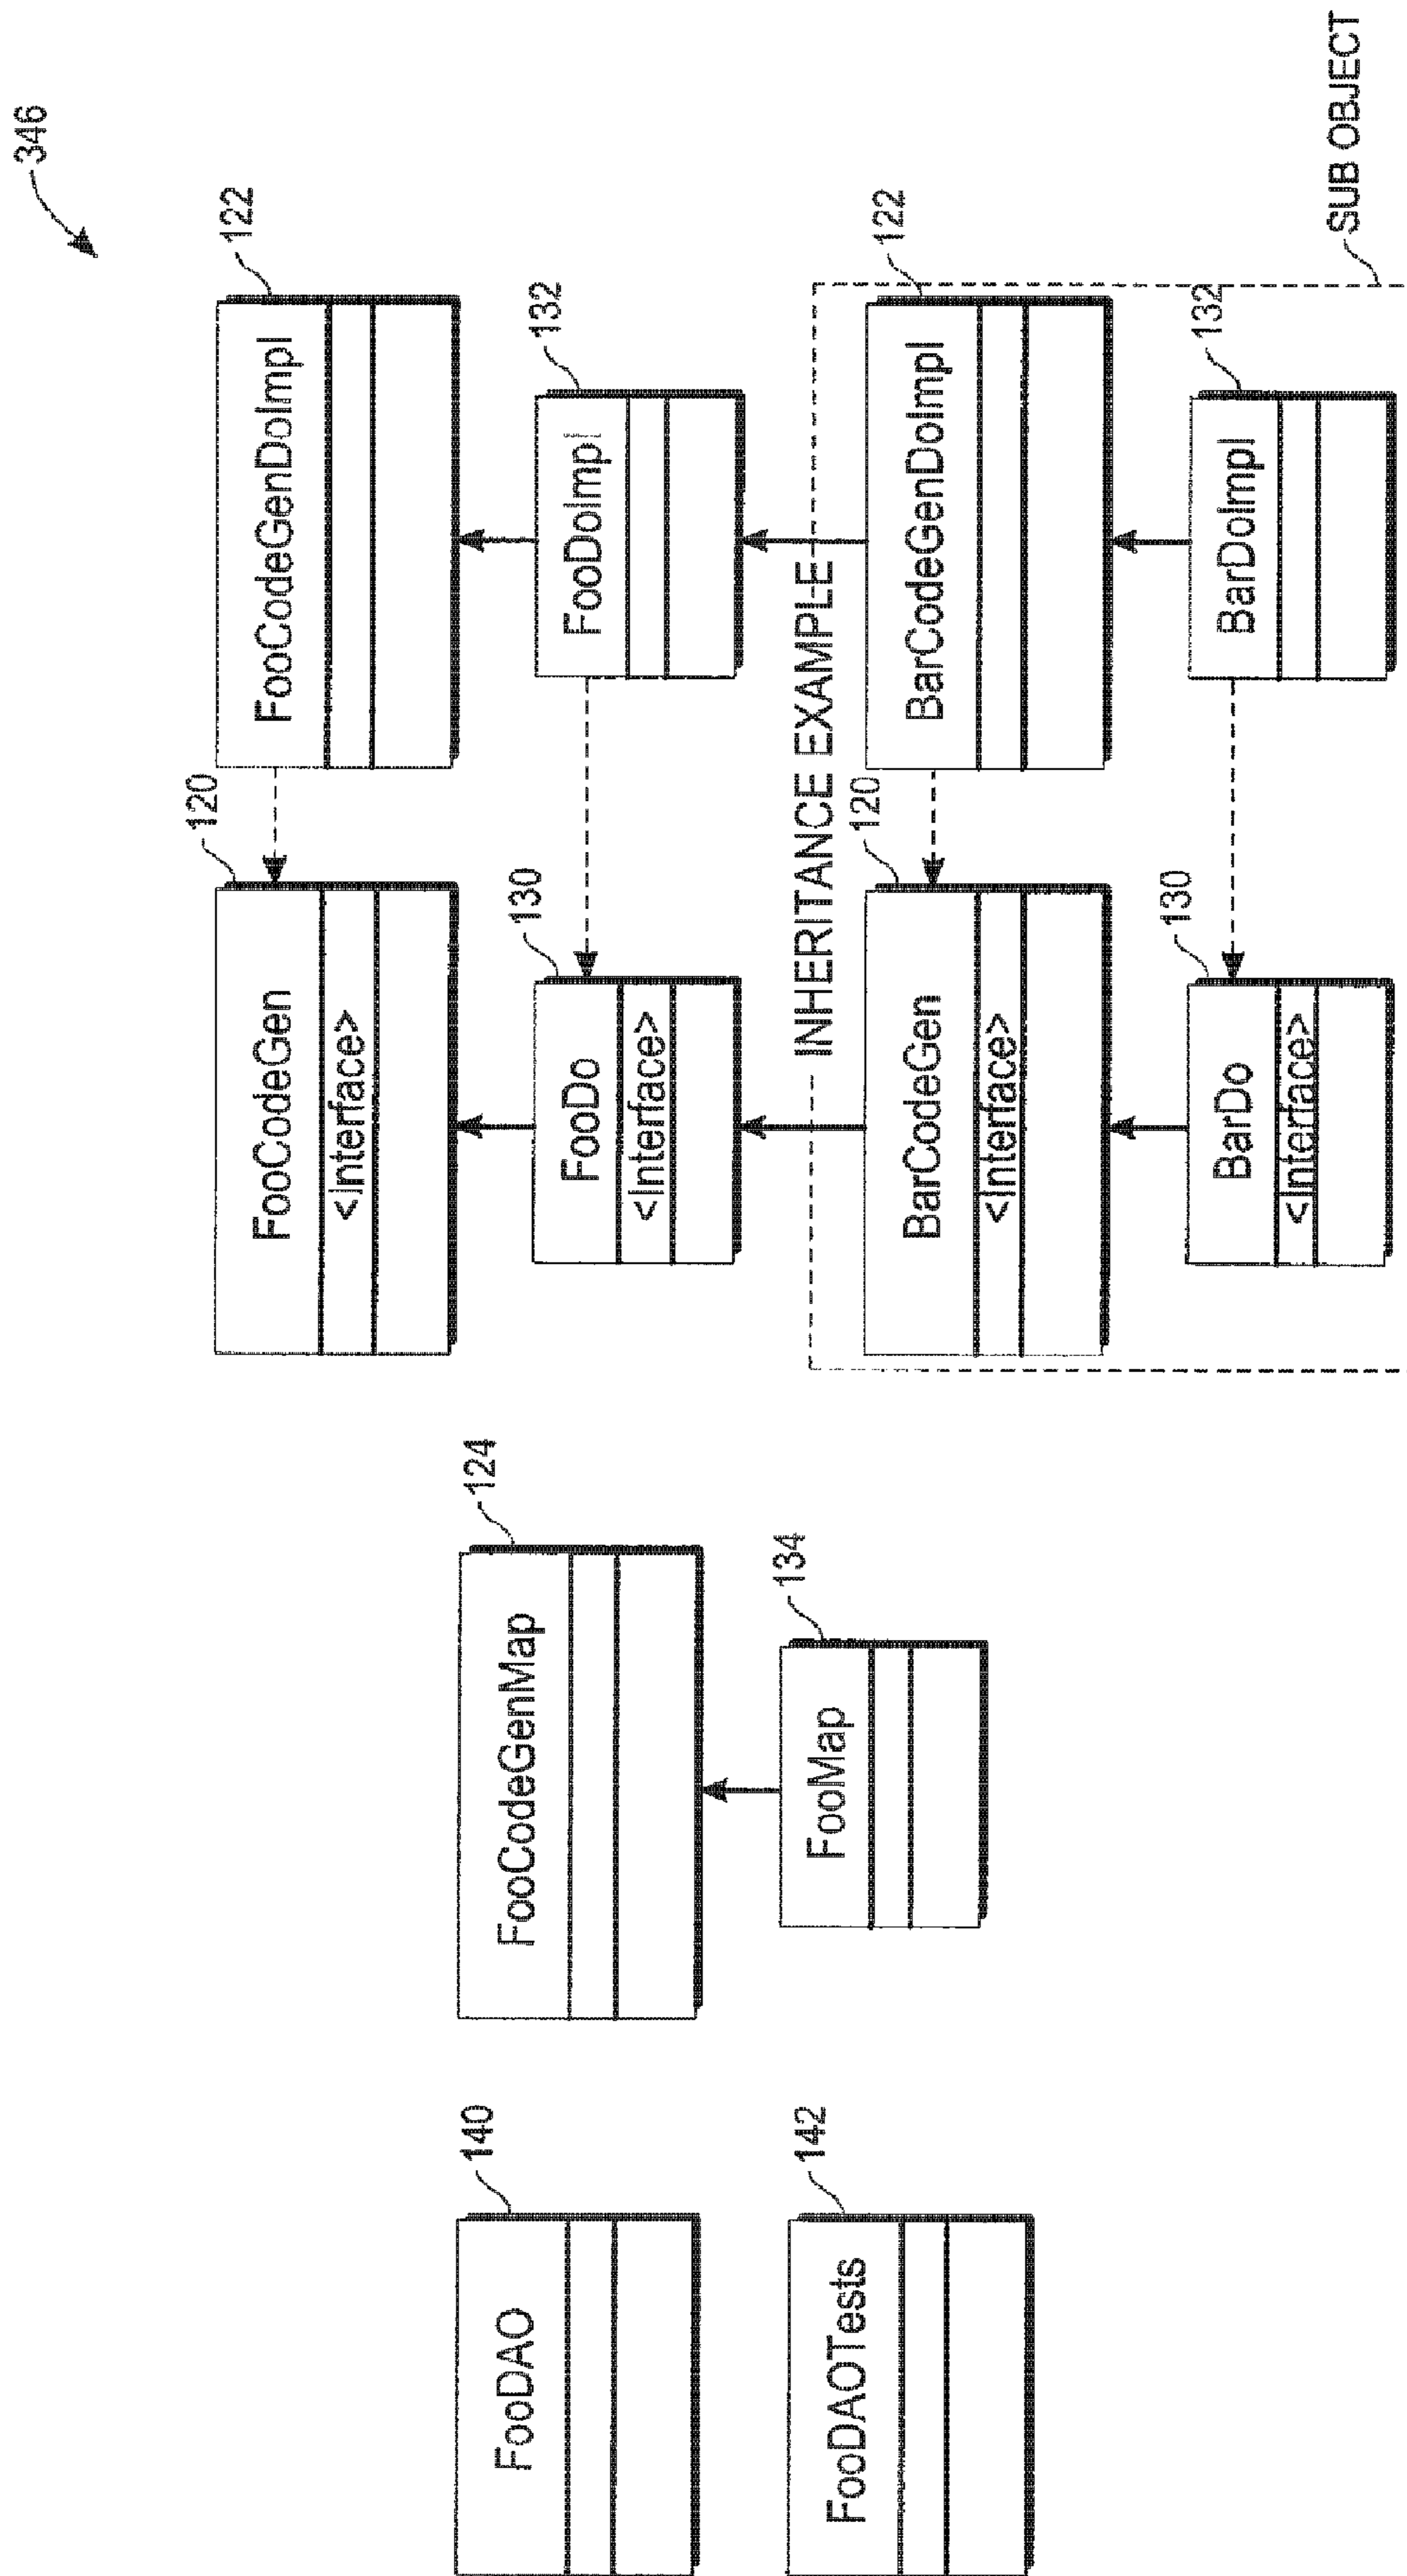 346
FooDAO
140
FooDAOTests
142
FooCodeGenMap
124
FooMap
134
FooCodeGen
<Interface>
120
FooCodeGenDoImpl
122
FooDo
<Interface>
130
FooDoImpl
132
INHERITANCE EXAMPLE
BarCodeGen
<Interface>
120
BarCodeGenDoImpl
122
BarDo
<Interface>
130
BarDoImpl
132
SUB OBJECT